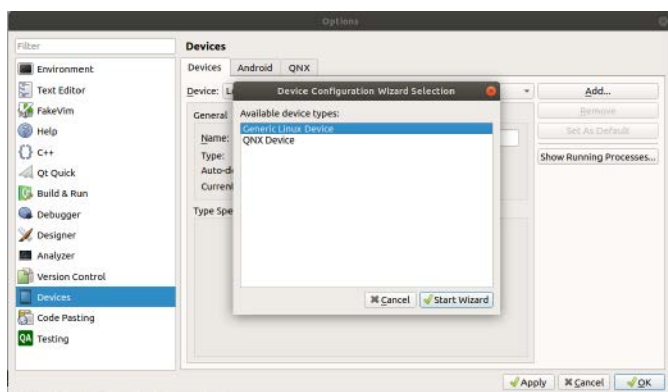 Options
Filter
Environment
Text Editor
FakeVim
Help
{} C++
Qt Quick
Build & Run
Debugger
Designer
Analyzer
Version Control
Devices
Code Pasting
QA Testing
Devices
Devices Android QNX
Device: L
Add...
Remove
Set As Default
Show Running Processes...
General
Name:
Type:
Auto-d
Current
Type Spe
Device Configuration Wizard Selection
Available device types:
Generic Linux Device
QNX Device
Cancel
Start Wizard
Apply
Cancel
OK